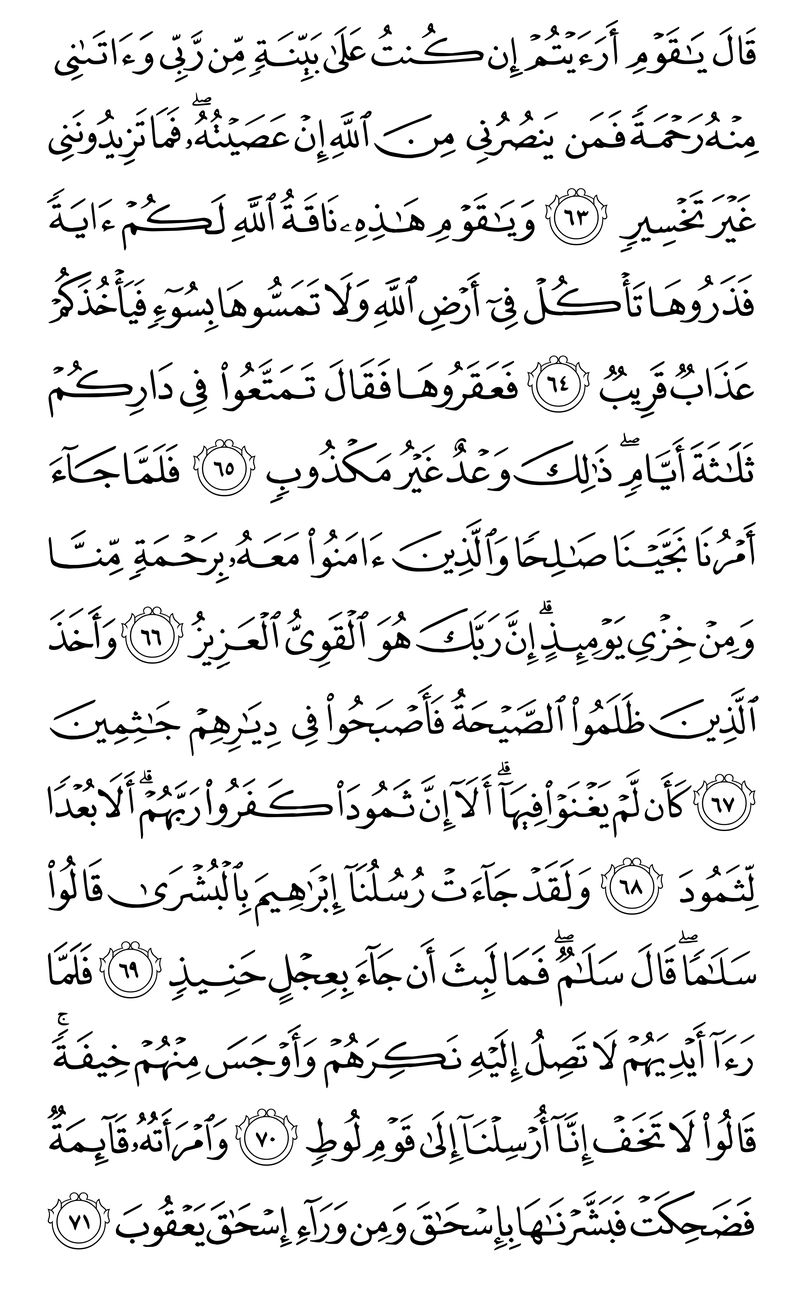 قَالَ يَـٰقَوْمِ أَرَءَيْتُمْ إِن كُنتُ عَلَىٰ بَيِّنَةٍ مِّن رَّبِّى وَءَاتَىٰنِى
مِنْهُ رَحْمَةً فَمَن يَنصُرُنِى مِنَ ٱللَّهِ إِنْ عَصَيْتُهُۥ ۖ فَمَا تَزِيدُونَنِى
غَيْرَ تَخْسِيرٍ ٦٣ وَيَـٰقَوْمِ هَـٰذِهِۦ نَاقَةُ ٱللَّهِ لَكُمْ ءَايَةً
فَذَرُوهَا تَأْكُلْ فِىٓ أَرْضِ ٱللَّهِ وَلَا تَمَسُّوهَا بِسُوٓءٍ فَيَأْخُذَكُمْ
عَذَابٌ قَرِيبٌ ٦٤ فَعَقَرُوهَا فَقَالَ تَمَتَّعُوا۟ فِى دَارِكُمْ
ثَلَـٰثَةَ أَيَّامٍ ۖ ذَٰلِكَ وَعْدٌ غَيْرُ مَكْذُوبٍ ٦٥ فَلَمَّا جَآءَ
أَمْرُنَا نَجَّيْنَا صَـٰلِحًا وَٱلَّذِينَ ءَامَنُوا۟ مَعَهُۥ بِرَحْمَةٍ مِّنَّا
وَمِنْ خِزْىِ يَوْمِئِذٍ ۗ إِنَّ رَبَّكَ هُوَ ٱلْقَوِىُّ ٱلْعَزِيزُ ٦٦ وَأَخَذَ
ٱلَّذِينَ ظَلَمُوا۟ ٱلصَّيْحَةُ فَأَصْبَحُوا۟ فِى دِيَـٰرِهِمْ جَـٰثِمِينَ
٦٧ كَأَن لَّمْ يَغْنَوْا۟ فِيهَآ ۗ أَلَآ إِنَّ ثَمُودَا۟ كَفَرُوا۟ رَبَّهُمْ ۗ أَلَا بُعْدًا
لِّثَمُودَ ٦٨ وَلَقَدْ جَآءَتْ رُسُلُنَآ إِبْرَٰهِيمَ بِٱلْبُشْرَىٰ قَالُوا۟
سَلَـٰمًا ۖ قَالَ سَلَـٰمٌ ۖ فَمَا لَبِثَ أَن جَآءَ بِعِجْلٍ حَنِيذٍ ٦٩ فَلَمَّا
رَءَآ أَيْدِيَهُمْ لَا تَصِلُ إِلَيْهِ نَكِرَهُمْ وَأَوْجَسَ مِنْهُمْ خِيفَةً ۚ
قَالُوا۟ لَا تَخَفْ إِنَّآ أُرْسِلْنَآ إِلَىٰ قَوْمِ لُوطٍ ٧٠ وَٱمْرَأَتُهُۥ قَآئِمَةٌ
فَضَحِكَتْ فَبَشَّرْنَـٰهَا بِإِسْحَـٰقَ وَمِن وَرَآءِ إِسْحَـٰقَ يَعْقُوبَ ٧١